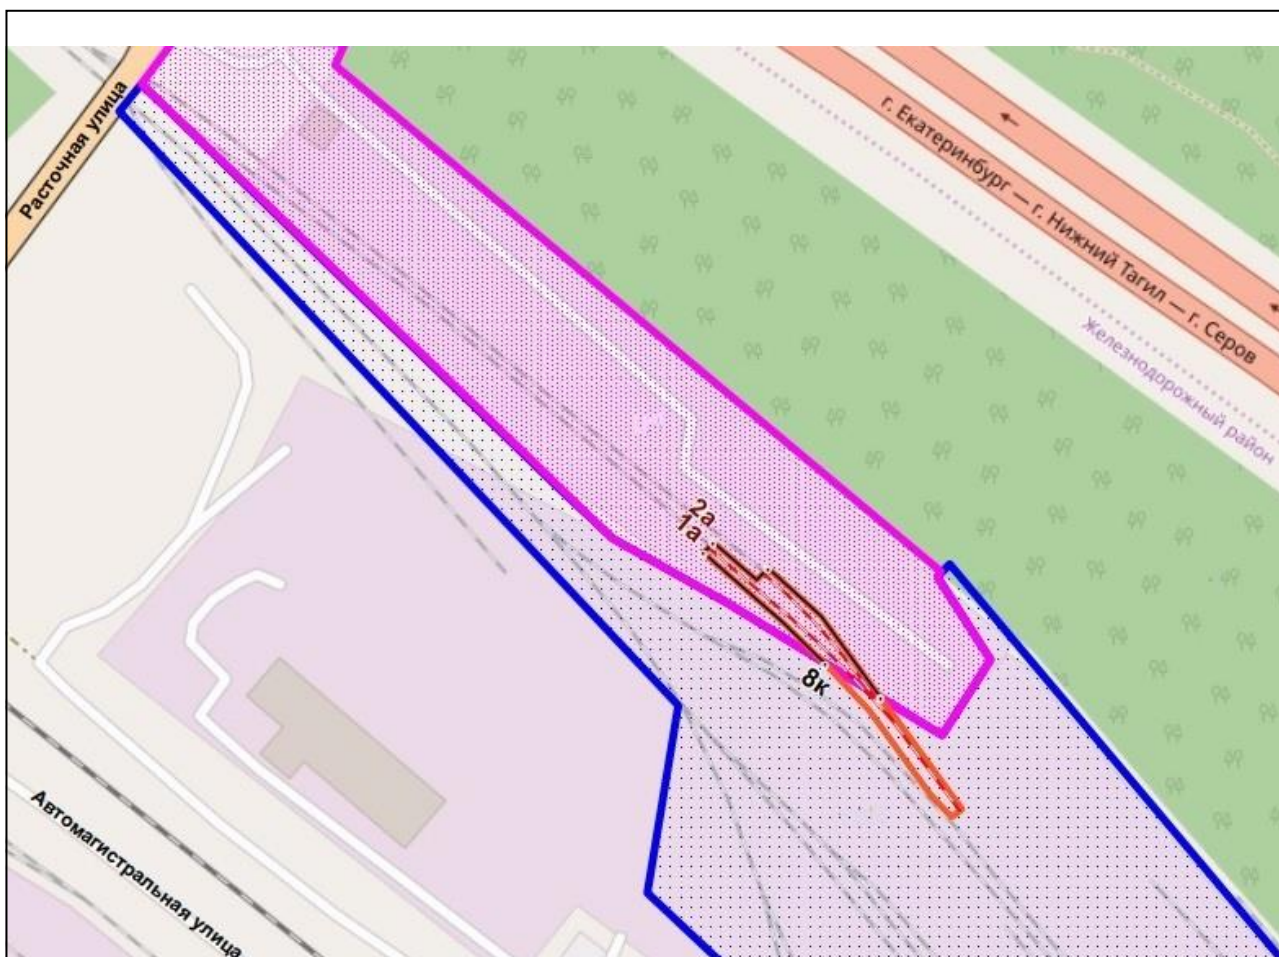 Расточная улица
г. Екатеринбург — г. Нижний Тагил — г. Серов
Железнодорожный район
2а
1а
8к
Автомагистральная улица